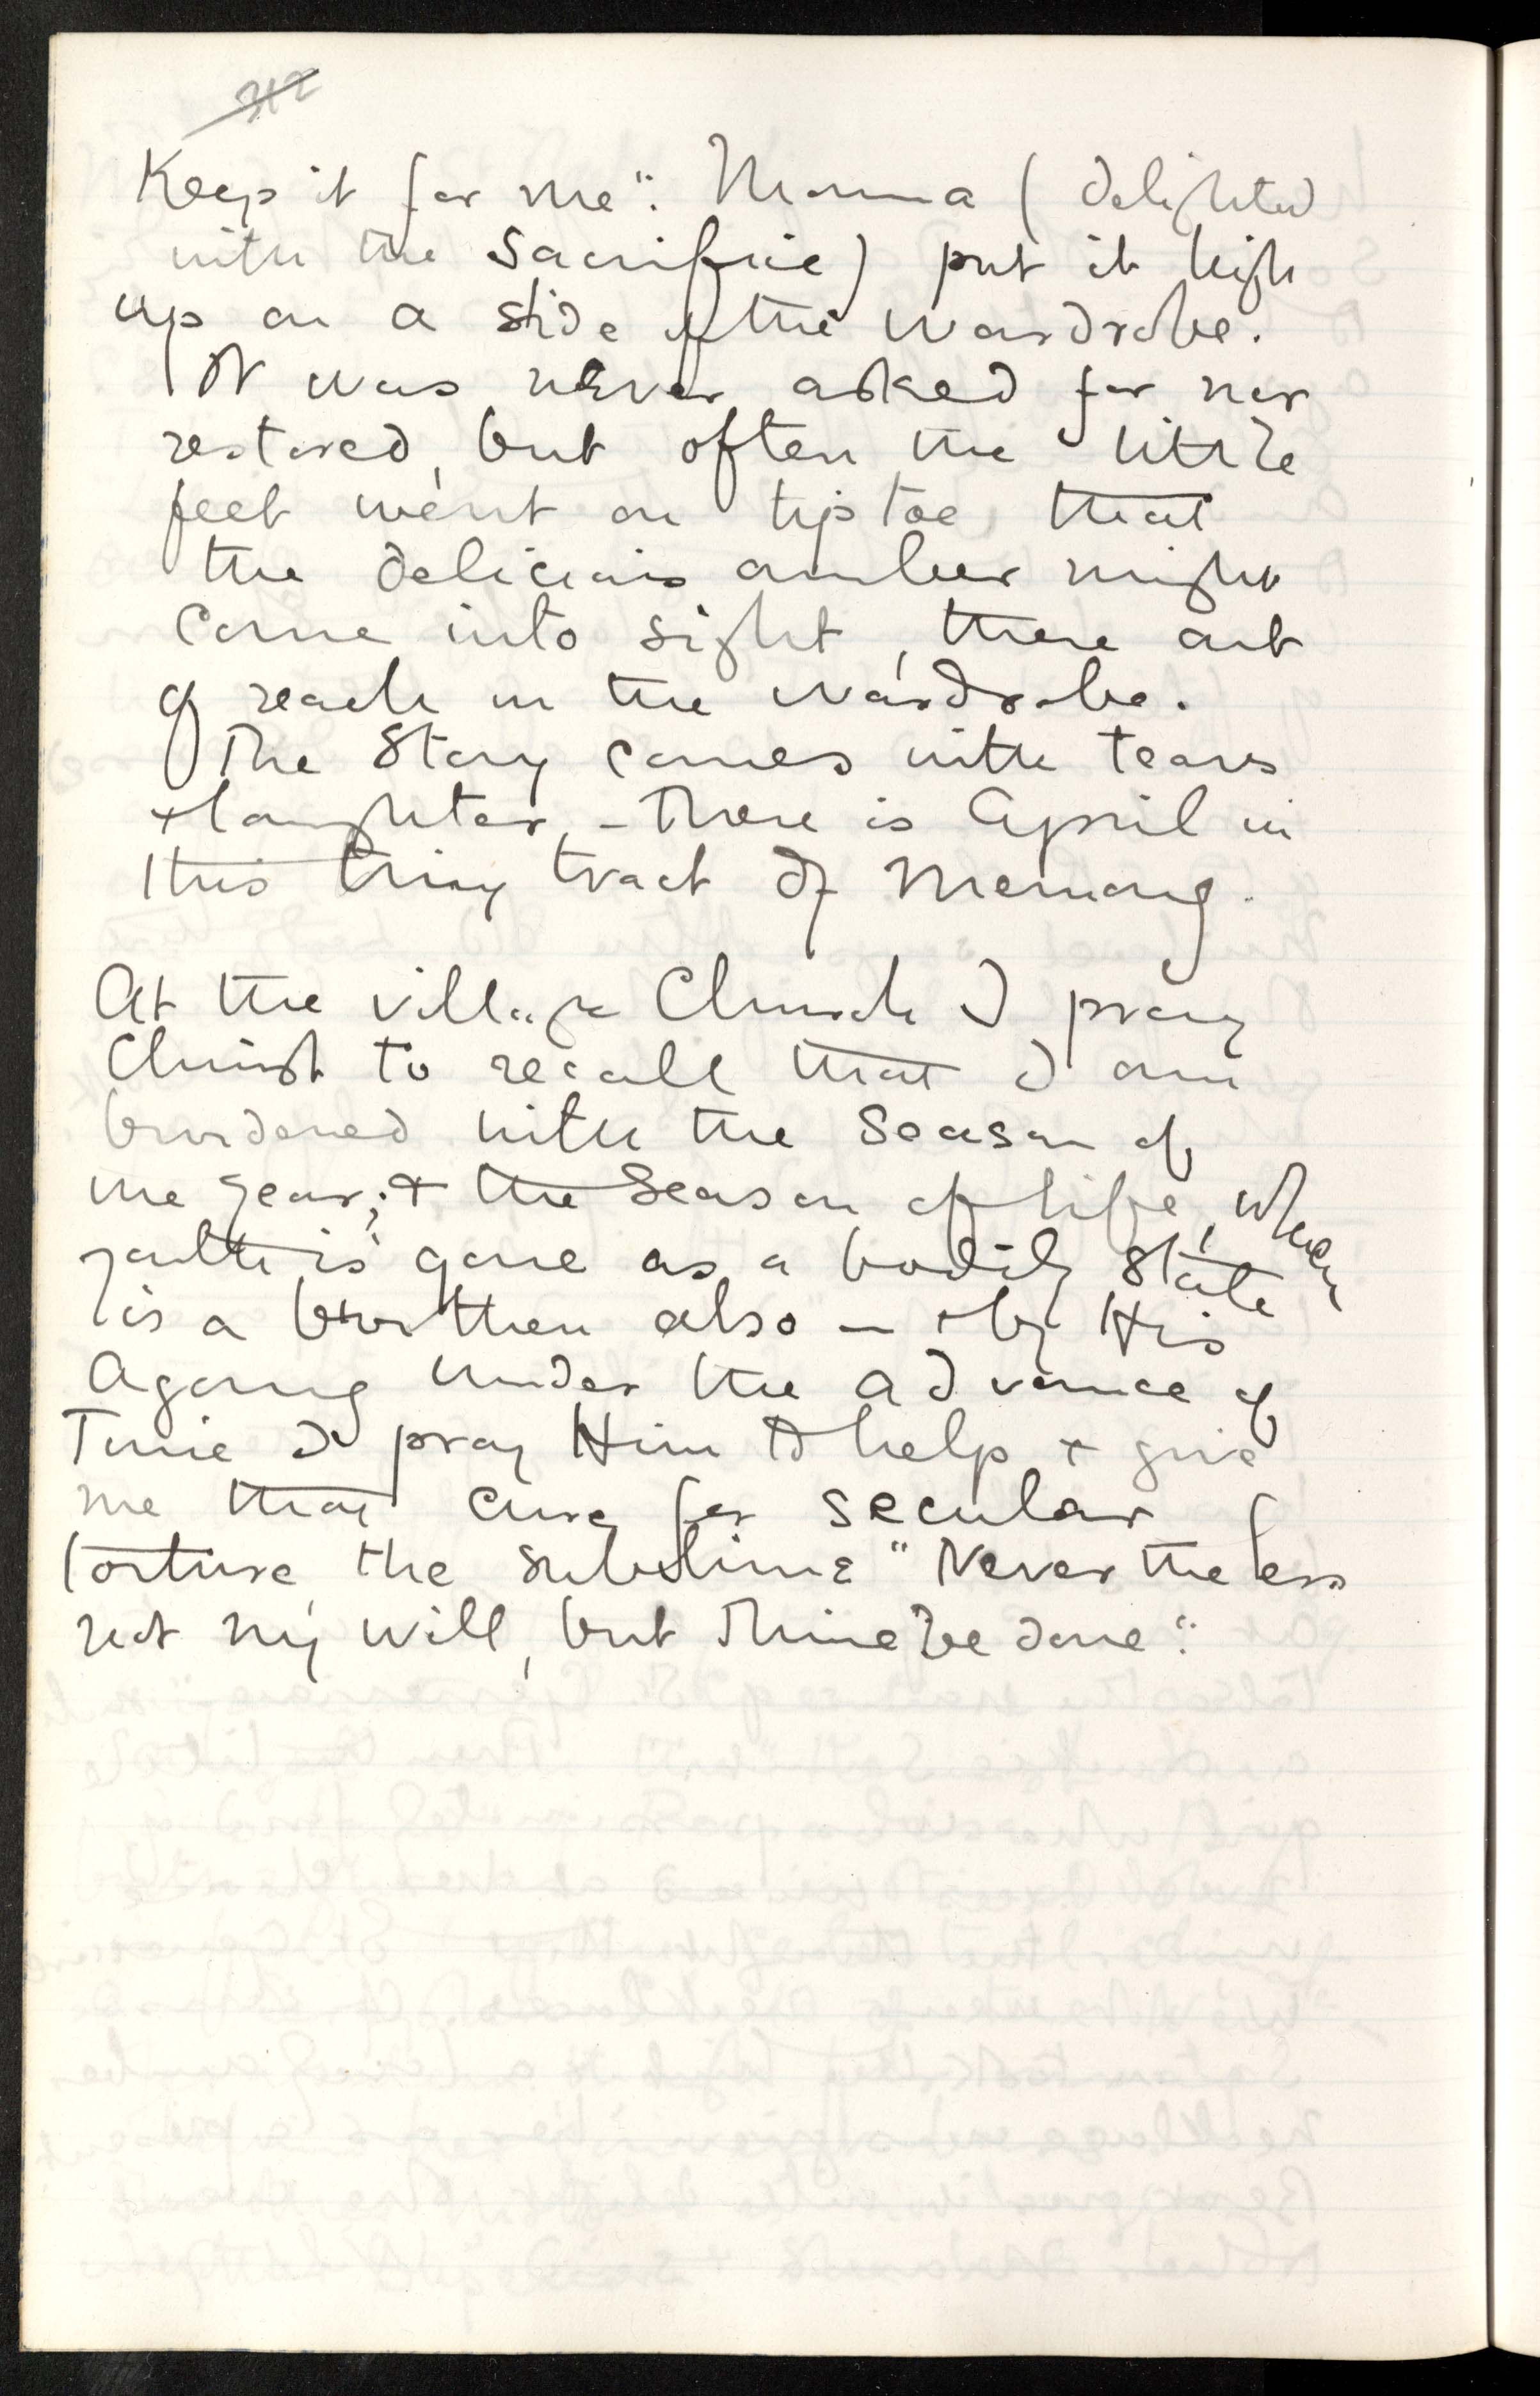 Keep it for me". Mamma (delighted
with the sacrifice) put it high
up on a slide of the wardrobe.
It was never asked for nor
restored, but often the little
feet went on tip toe, that
the delicious amber might
come into sight, there out
of reach in the wardrobe.
The story comes with tears
+ laughter, - there is April in
this tiny tract of Memory.
At the village Church I pray
Christ to recall that I am
burdened with the season of
the year; + the season of life, when
youth is gone as a bodily state
is a burthen also — + by His
Agony under the advance of
Time I pray Him to help + give
me that cure for secular
torture the sublime "Nevertheless
not my will, but Thine be done".